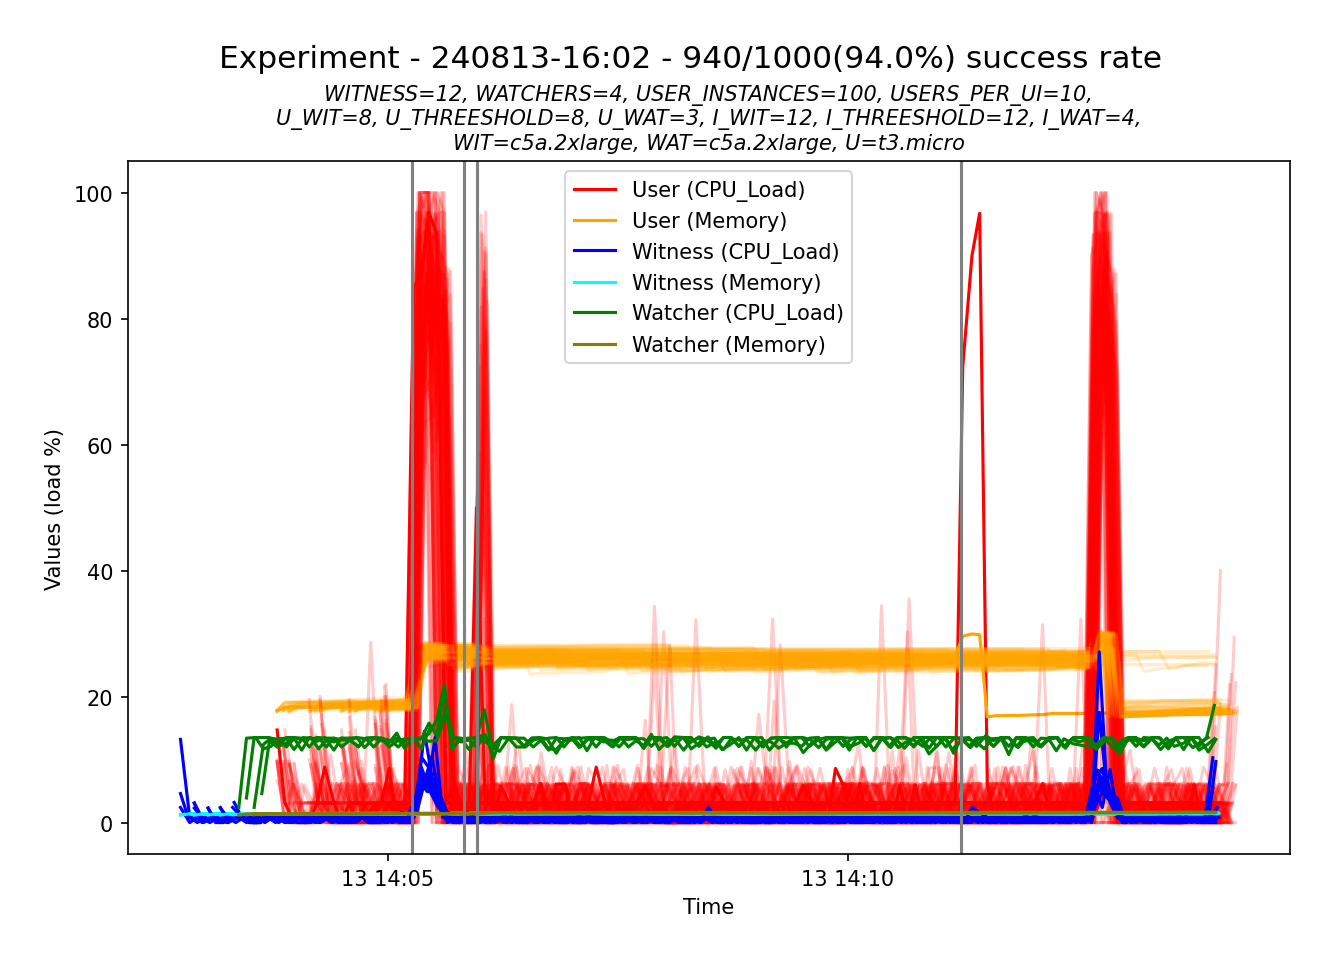 Experiment - 240813-16:02 - 940/1000(94.0%) success rate
WITNESS=12, WATCHERS=4, USER_INSTANCES=100, USERS_PER_UI=10,
U_WIT=8, U_THREESHOLD=8, U_WAT=3, I_WIT=12, I_THREESHOLD=12, I_WAT=4,
WIT=c5a.2xlarge, WAT=c5a.2xlarge, U=t3.micro
User (CPU_Load)
User (Memory)
Witness (CPU_Load)
Witness (Memory)
Watcher (CPU_Load)
Watcher (Memory)
100
80
60
40
20
0
Values (load %)
13 14:05
13 14:10
Time